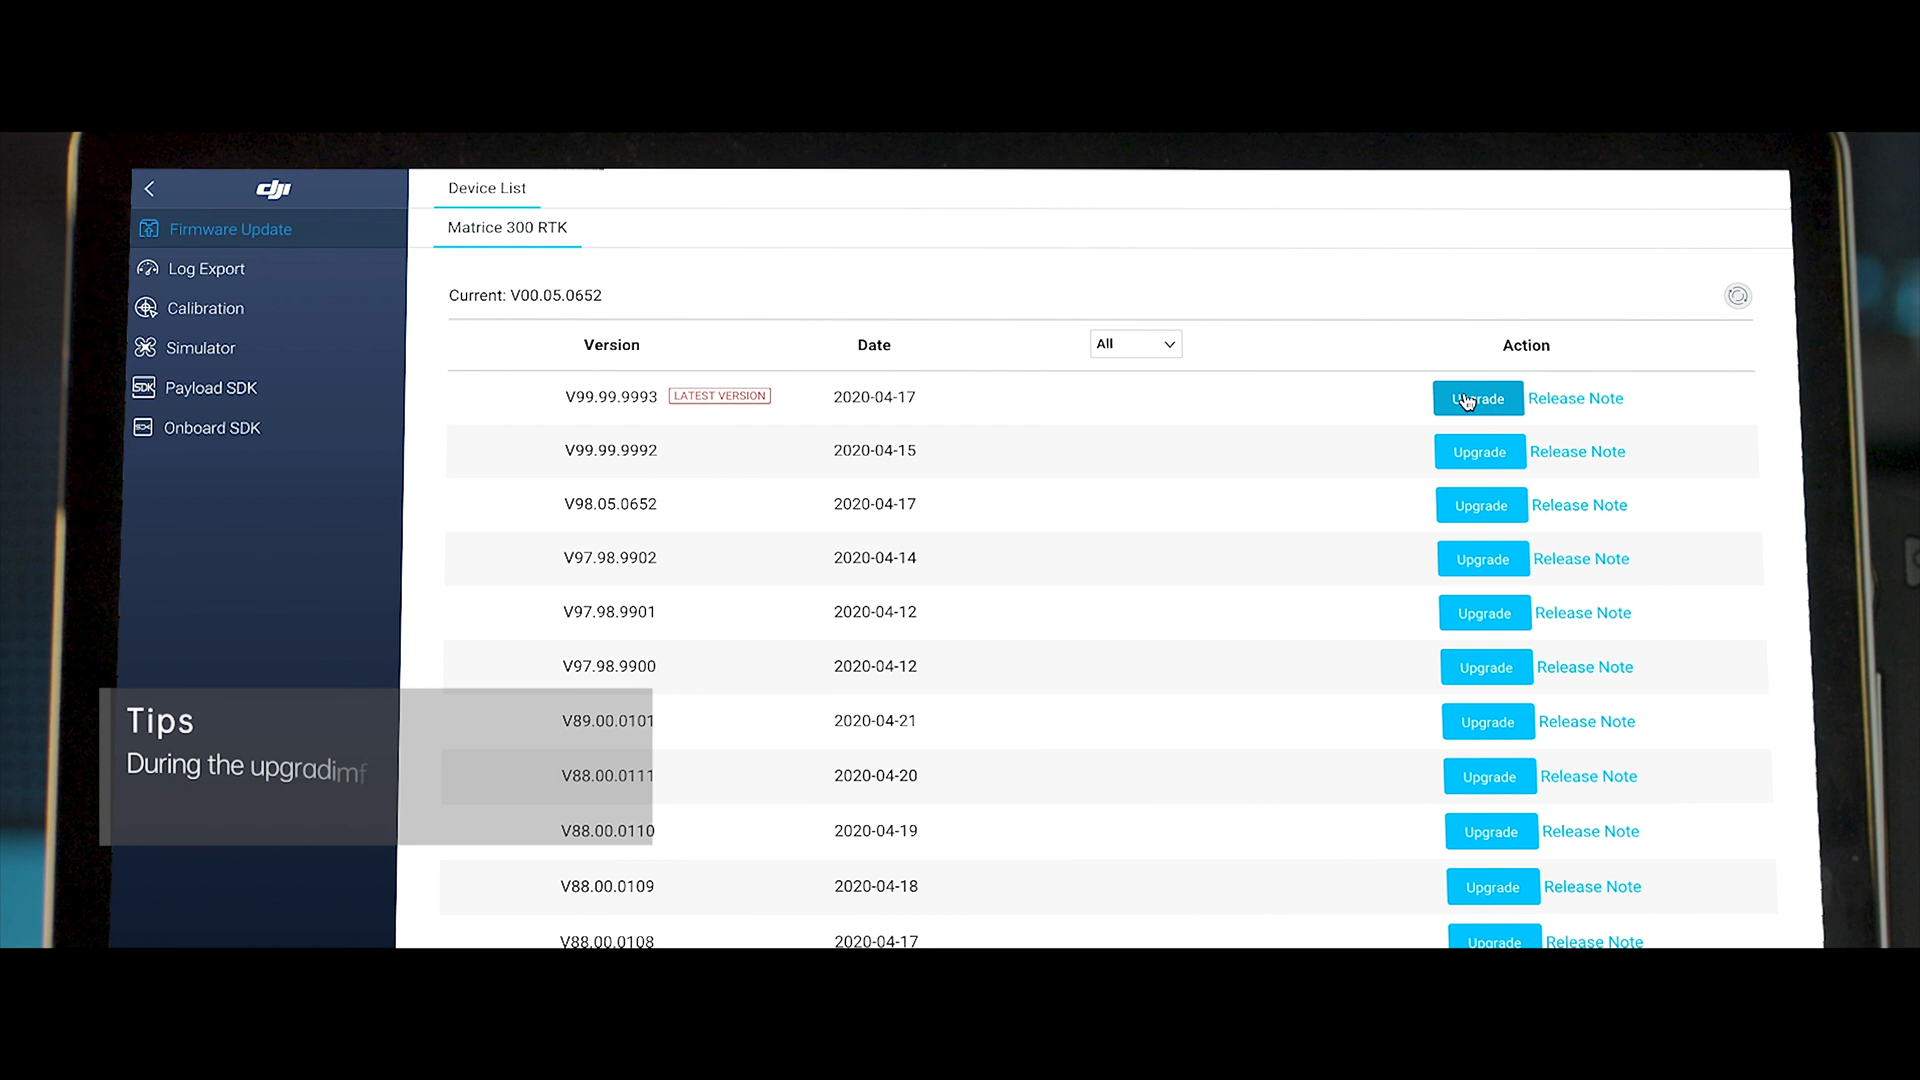 dji
Device List
Firmware Update
Matrice 300 RTK
Log Export
Calibration
Simulator
Payload SDK
Onboard SDK
Current: V00.05.0652
Version Date All Action
V99.99.9993 LATEST VERSION 2020-04-17 Upgrade Release Note
V99.99.9992 2020-04-15 Upgrade Release Note
V98.05.0652 2020-04-17 Upgrade Release Note
V97.98.9902 2020-04-14 Upgrade Release Note
V97.98.9901 2020-04-12 Upgrade Release Note
V97.98.9900 2020-04-12 Upgrade Release Note
V89.00.0101 2020-04-21 Upgrade Release Note
V88.00.0111 2020-04-20 Upgrade Release Note
V88.00.0110 2020-04-19 Upgrade Release Note
V88.00.0109 2020-04-18 Upgrade Release Note
V88.00.0108 2020-04-17 Upgrade Release Note
Tips
During the